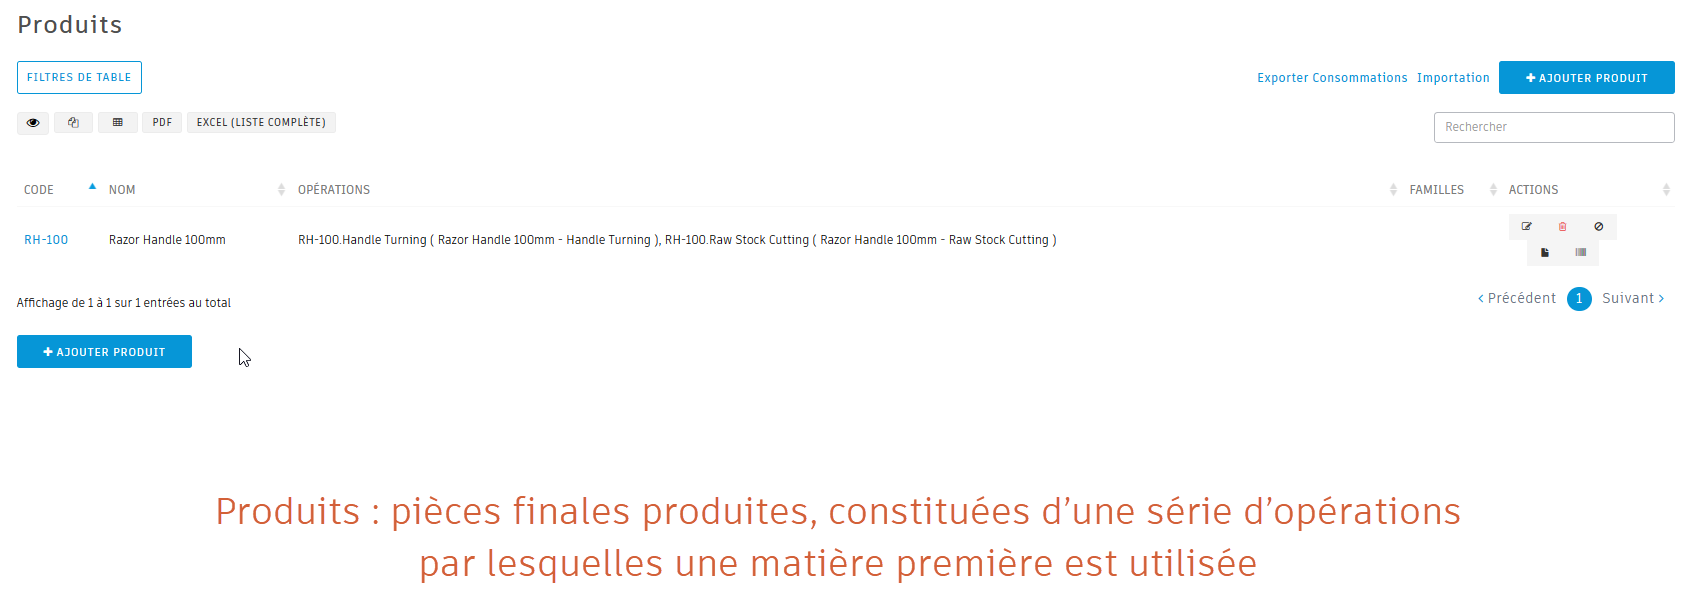 Produits
FILTRES DE TABLE
Exporter Consommations Importation + AJOUTER PRODUIT
PDF EXCEL (LISTE COMPLÈTE)
Rechercher
CODE NOM OPÉRATIONS FAMILLES ACTIONS
RH-100 Razor Handle 100mm RH-100.Handle Turning ( Razor Handle 100mm - Handle Turning ), RH-100.Raw Stock Cutting ( Razor Handle 100mm - Raw Stock Cutting )
Affichage de 1 à 1 sur 1 entrées au total
< Précédent 1 Suivant >
+ AJOUTER PRODUIT
Produits : pièces finales produites, constituées d’une série d’opérations
par lesquelles une matière première est utilisée